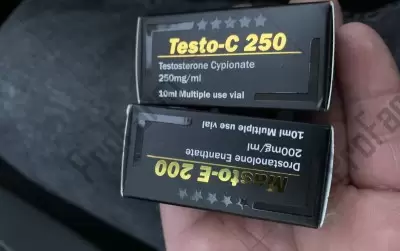 Testo-C 250
Testosterone Cypionate
250mg/ml
10ml Multiple use vial
Masto-E 200
Drostanolone Enanthate
200mg/ml
10ml Multiple use vial